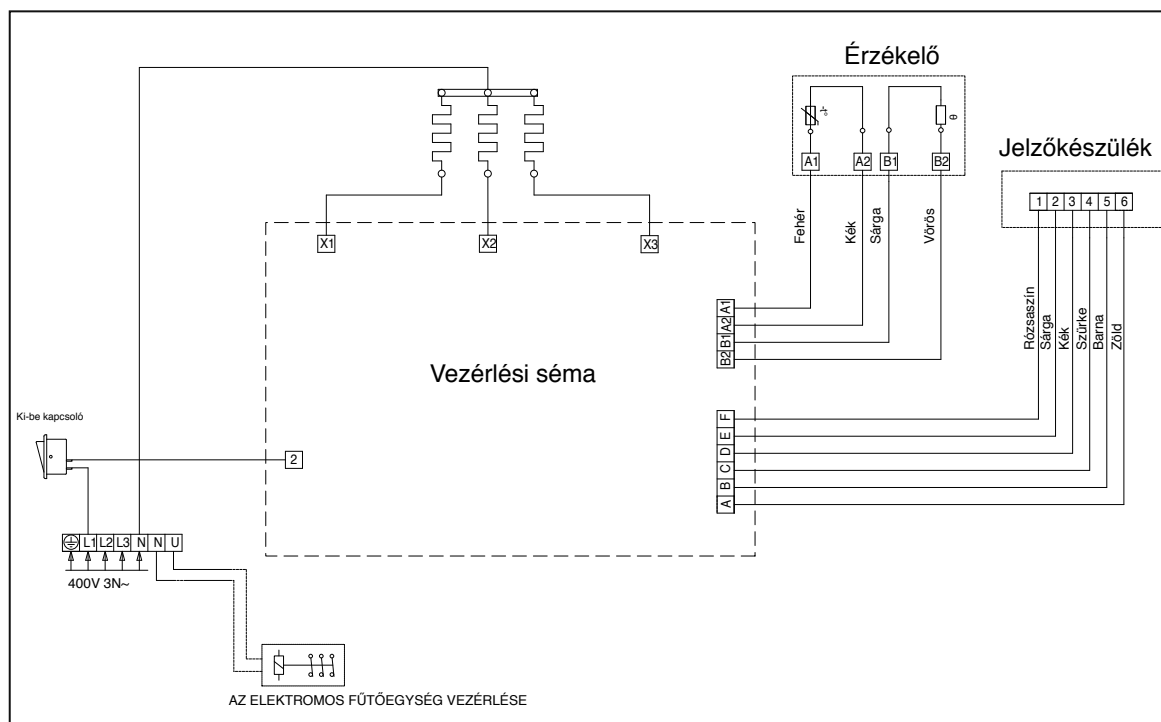 Érzékelő
A1 A2 B1 B2
θ
Jelzőkészülék
1 2 3 4 5 6
Fehér
Kék
Sárga
Vörös
Rózsaszín
Sárga
Kék
Szürke
Barna
Zöld
X1 X2 X3
A1
A2
B1
B2
Vezérlési séma
F
E
D
C
B
A
Ki-be kapcsoló
2
L1 L2 L3 N N U
400V 3N~
AZ ELEKTROMOS FŰTŐEGYSÉG VEZÉRLÉSE